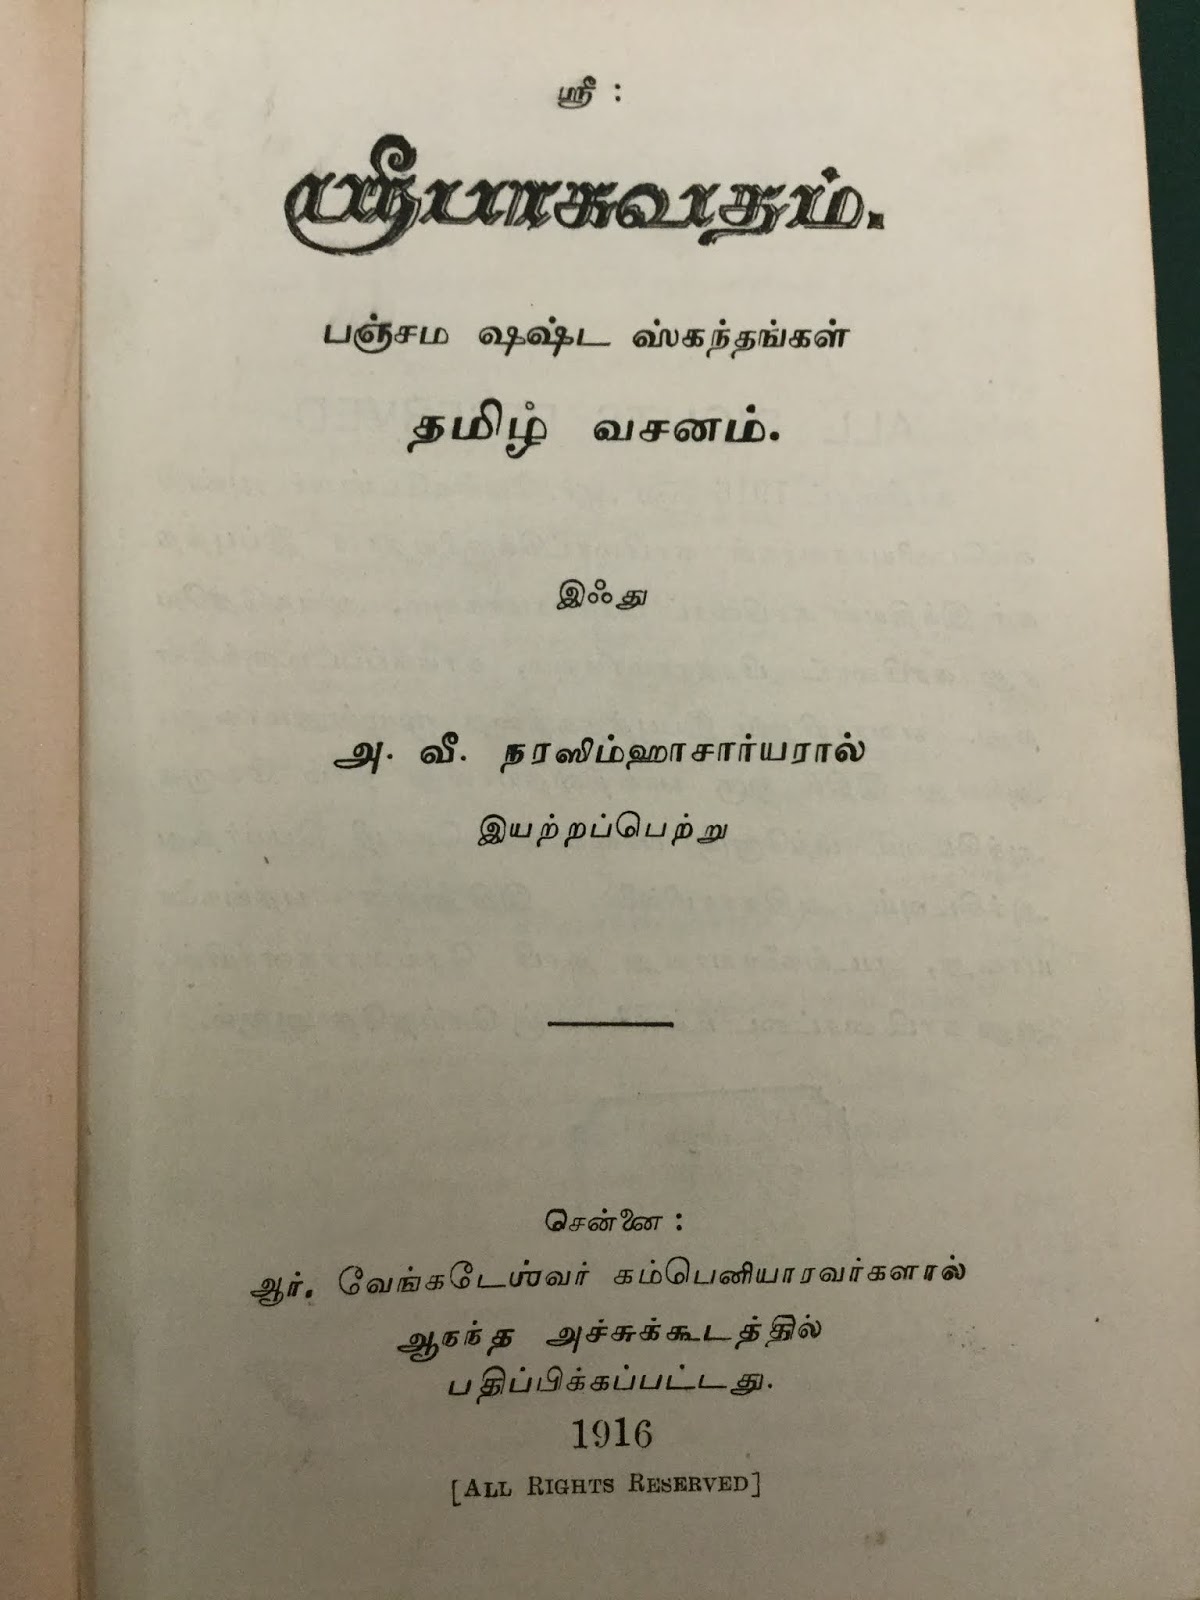 ஸ்ரீ :
ஸ்ரீபாகவதம்.
பஞ்சம ஷஷ்ட ஸ்கந்தங்கள்
தமிழ் வசனம்.
இஃது
அ. வீ. நரஸிம்ஹாசார்யரால்
இயற்றப்பெற்று
சென்னை :
ஆர். வேங்கடேஸ்வர் கம்பெனியாரவர்களால்
ஆநந்த அச்சுக்கூடத்தில்
பதிப்பிக்கப்பட்டது.
1916
[ALL RIGHTS RESERVED]